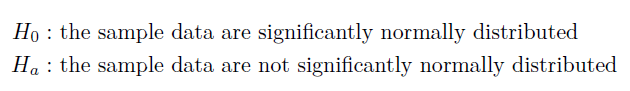 H₀ : the sample data are significantly normally distributed
Hₐ : the sample data are not significantly normally distributed